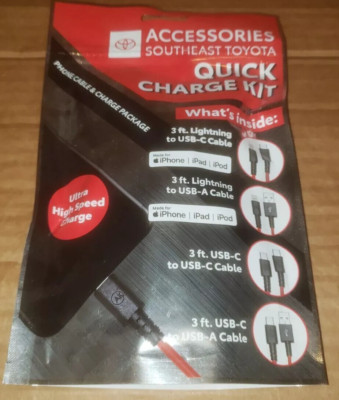 ACCESSORIES
SOUTHEAST TOYOTA
QUICK
CHARGE KIT
PHONE CABLE & CHARGE PACKAGE
What's inside:
3 ft. Lightning
to USB-C Cable
Made for
iPhone | iPad | iPod
3 ft. Lightning
to USB-A Cable
Made for
iPhone | iPad | iPod
Ultra
High Speed
Charge
3 ft. USB-C
to USB-C Cable
3 ft. USB-C
to USB-A Cable